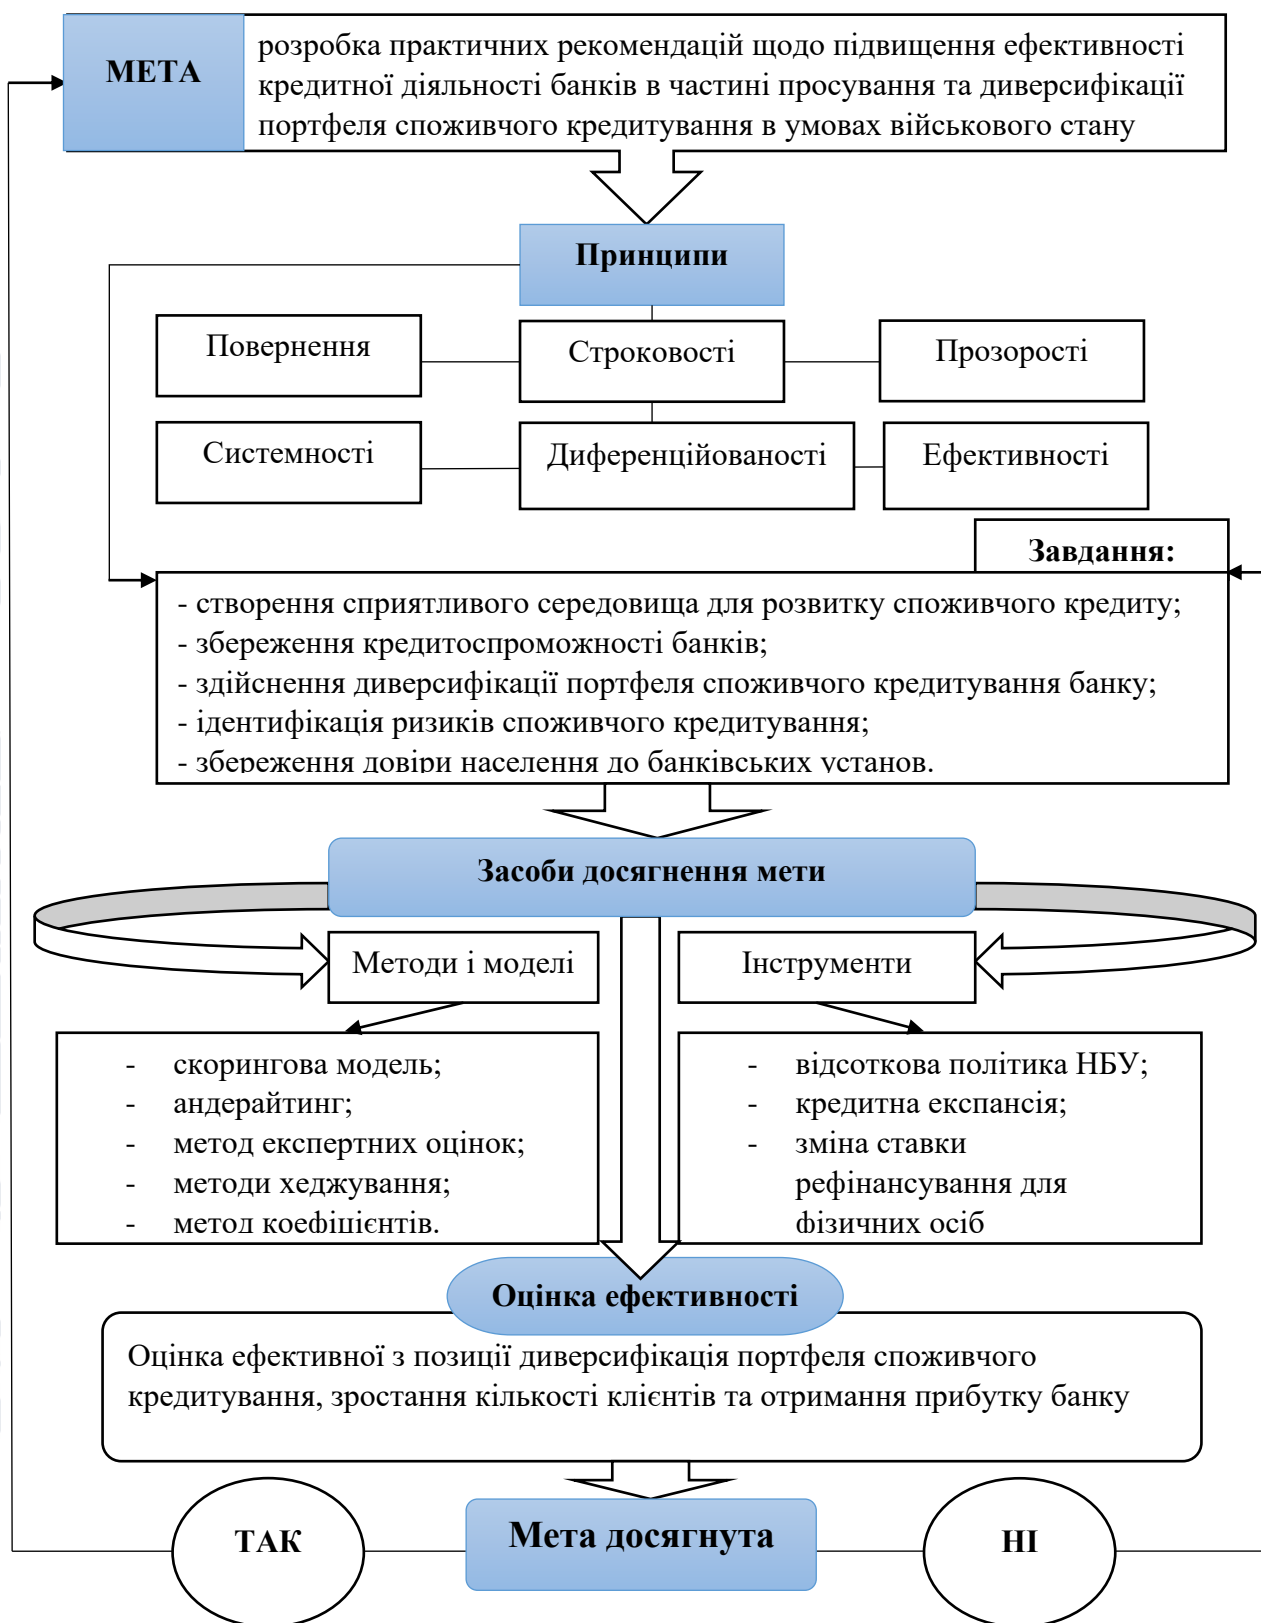 МЕТА
розробка практичних рекомендацій щодо підвищення ефективності
кредитної діяльності банків в частині просування та диверсифікації
портфеля споживчого кредитування в умовах військового стану
Принципи
Повернення
Строковості
Прозорості
Системності
Диференційованості
Ефективності
Завдання:
- створення сприятливого середовища для розвитку споживчого кредиту;
- збереження кредитоспроможності банків;
- здійснення диверсифікації портфеля споживчого кредитування банку;
- ідентифікація ризиків споживчого кредитування;
- збереження довіри населення до банківських установ.
Засоби досягнення мети
Методи і моделі
Інструменти
- скорингова модель;
- андерайтинг;
- метод експертних оцінок;
- методи хеджування;
- метод коефіцієнтів.
- відсоткова політика НБУ;
- кредитна експансія;
- зміна ставки
рефінансування для
фізичних осіб
Оцінка ефективності
Оцінка ефективної з позиції диверсифікація портфеля споживчого
кредитування, зростання кількості клієнтів та отримання прибутку банку
ТАК
Мета досягнута
НІ